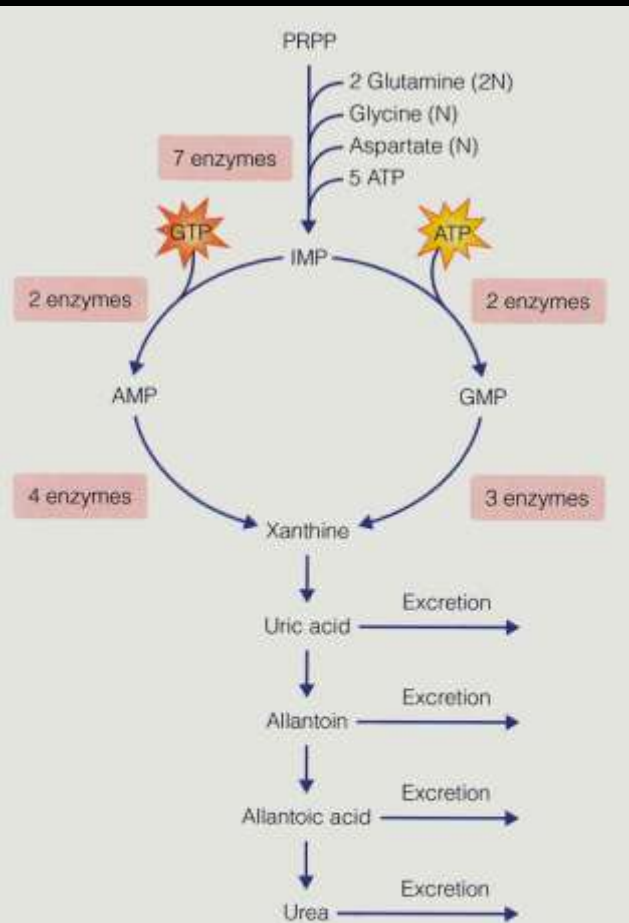 PRPP
2 Glutamine (2N)
Glycine (N)
Aspartate (N)
5 ATP
7 enzymes
GTP
ATP
IMP
2 enzymes
2 enzymes
AMP
GMP
4 enzymes
3 enzymes
Xanthine
Excretion
Uric acid
Excretion
Allantoin
Excretion
Allantoic acid
Excretion
Urea